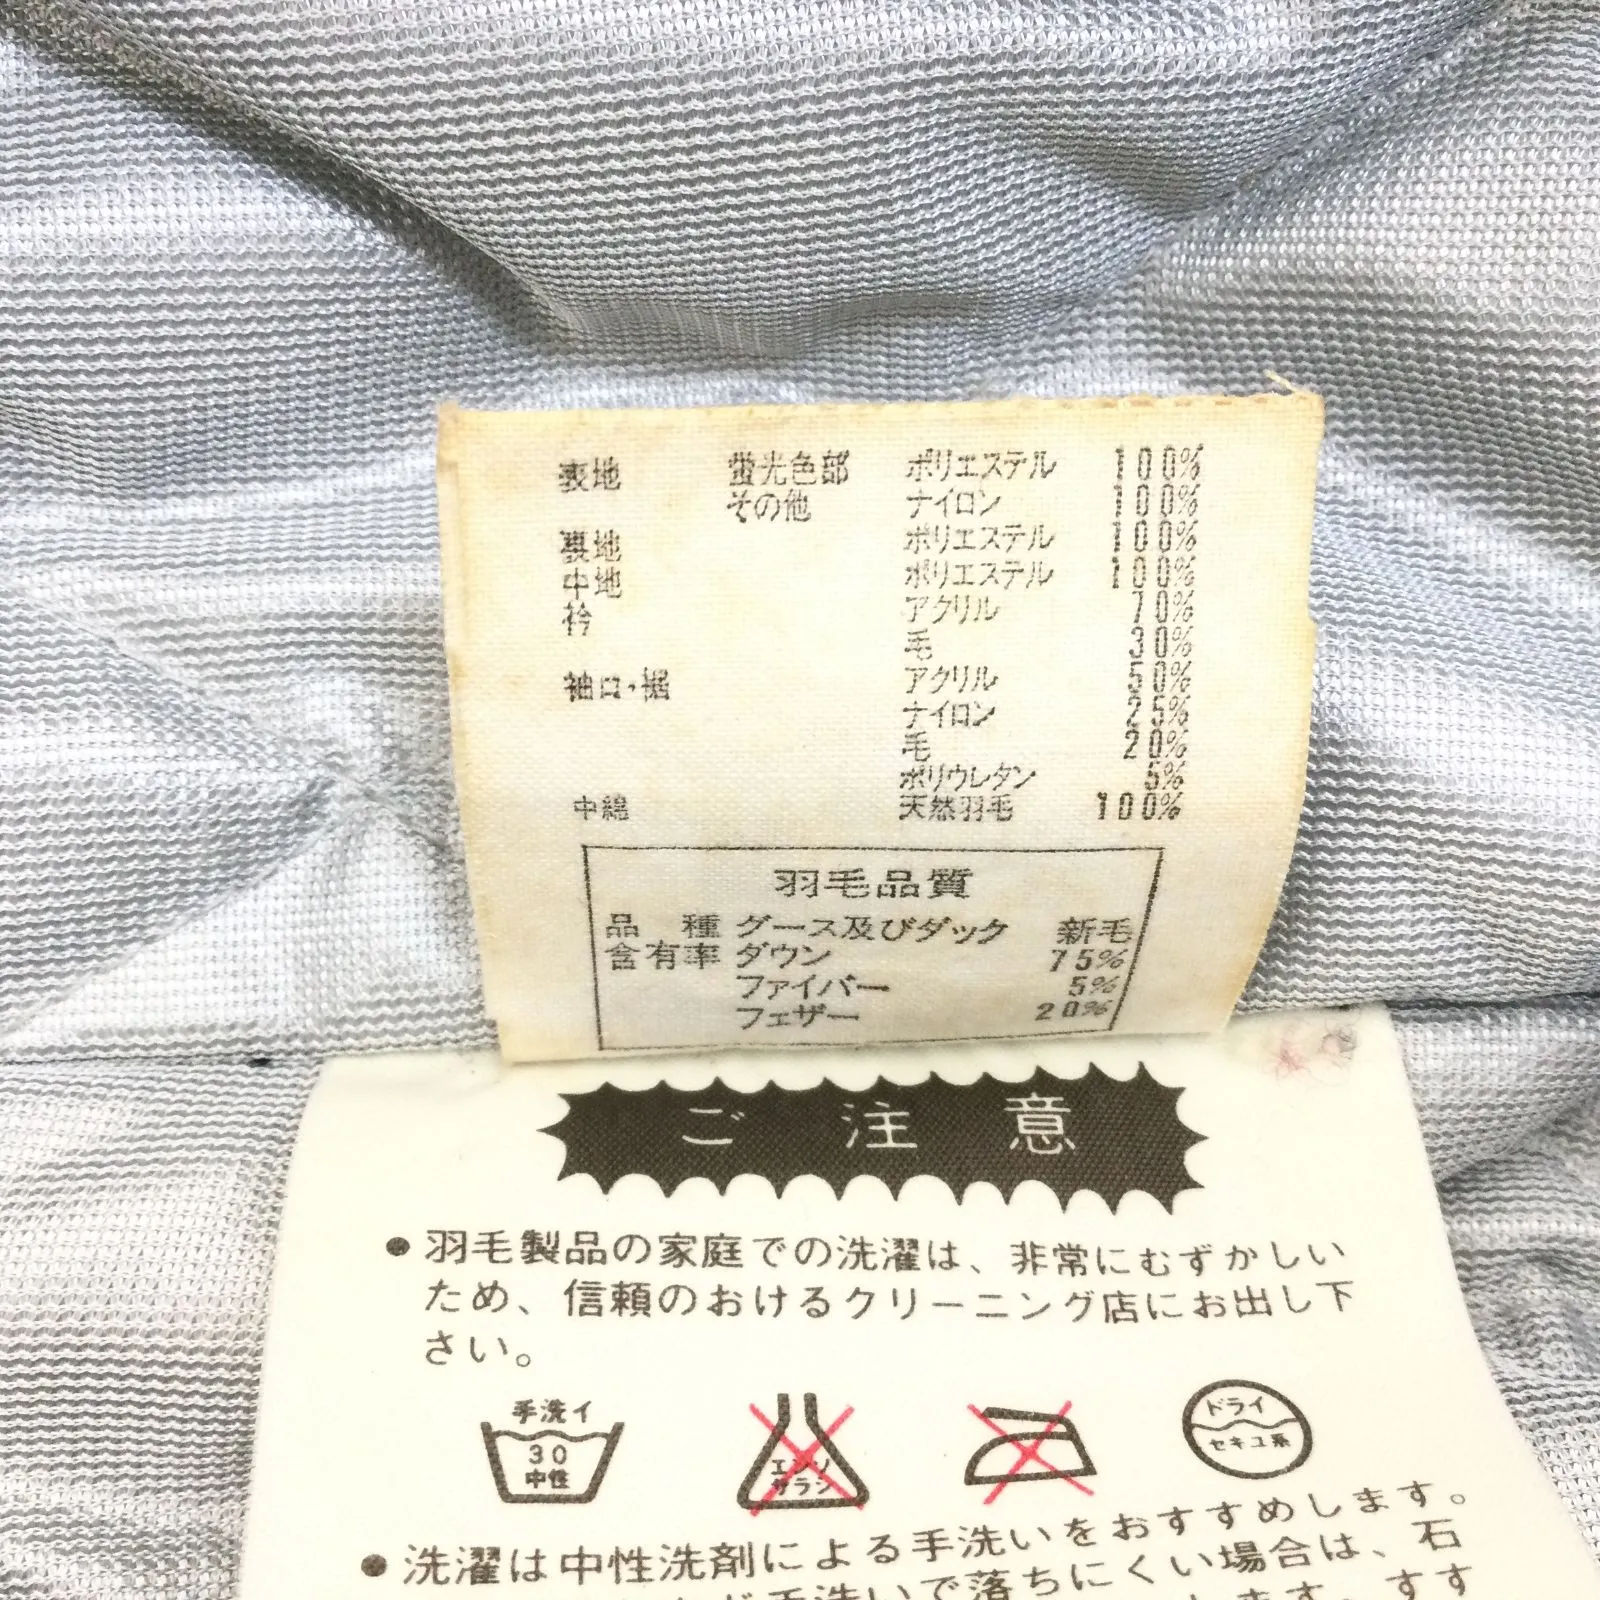 表地 蛍光色部 ポリエステル 100%
その他 ナイロン 100%
裏地 ポリエステル 100%
中地 ポリエステル 100%
衿 アクリル 70%
毛 30%
袖口・裾 アクリル 50%
ナイロン 25%
毛 20%
ポリウレタン 5%
中綿 天然羽毛 100%
羽毛品質
品 種 グース及びダック 新毛
含有率 ダウン 75%
ファイバー 5%
フェザー 20%
ご注意
●羽毛製品の家庭での洗濯は、非常にむずかしい
ため、信頼のおけるクリーニング店にお出し下
さい。
手洗イ
30
中性
エンソ
サラシ
ドライ
セキユ系
●洗濯は中性洗剤による手洗いをおすすめします。
手洗いで落ちにくい場合は、石
ます。すす